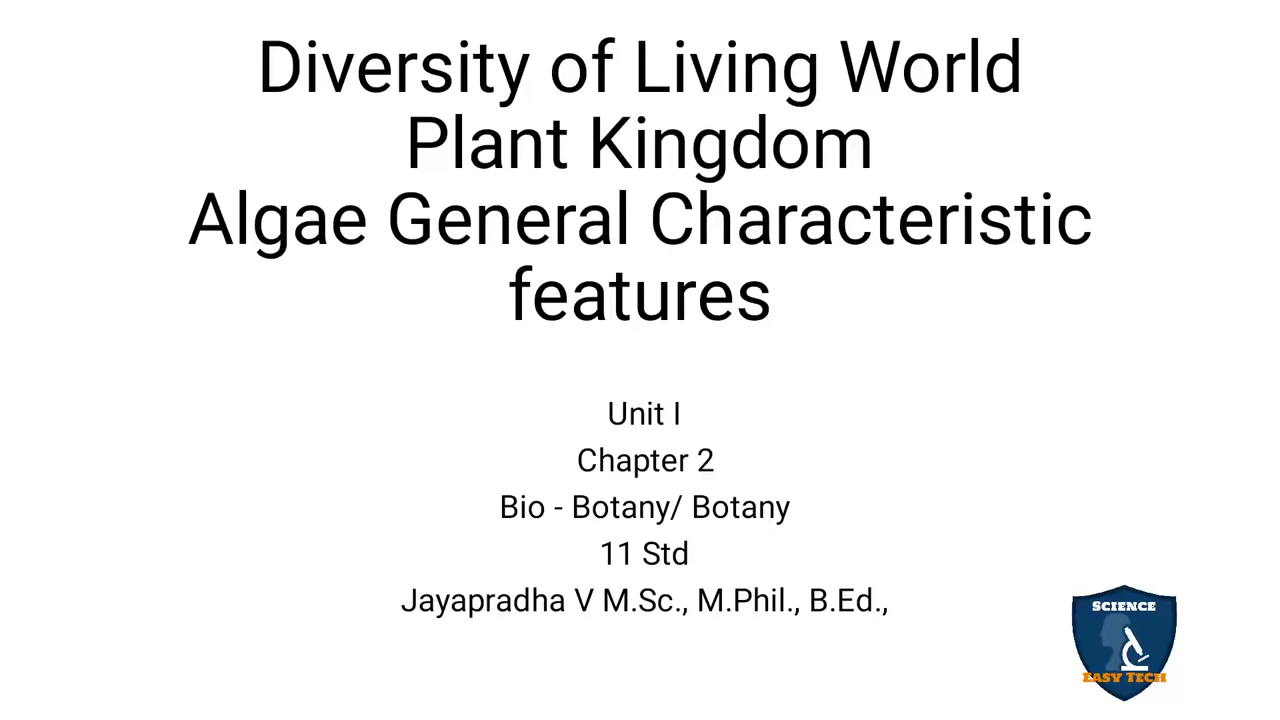 Diversity of Living World
Plant Kingdom
Algae General Characteristic
features
Unit I
Chapter 2
Bio - Botany/ Botany
11 Std
Jayapradha V M.Sc., M.Phil., B.Ed.,
SCIENCE
EASY TECH